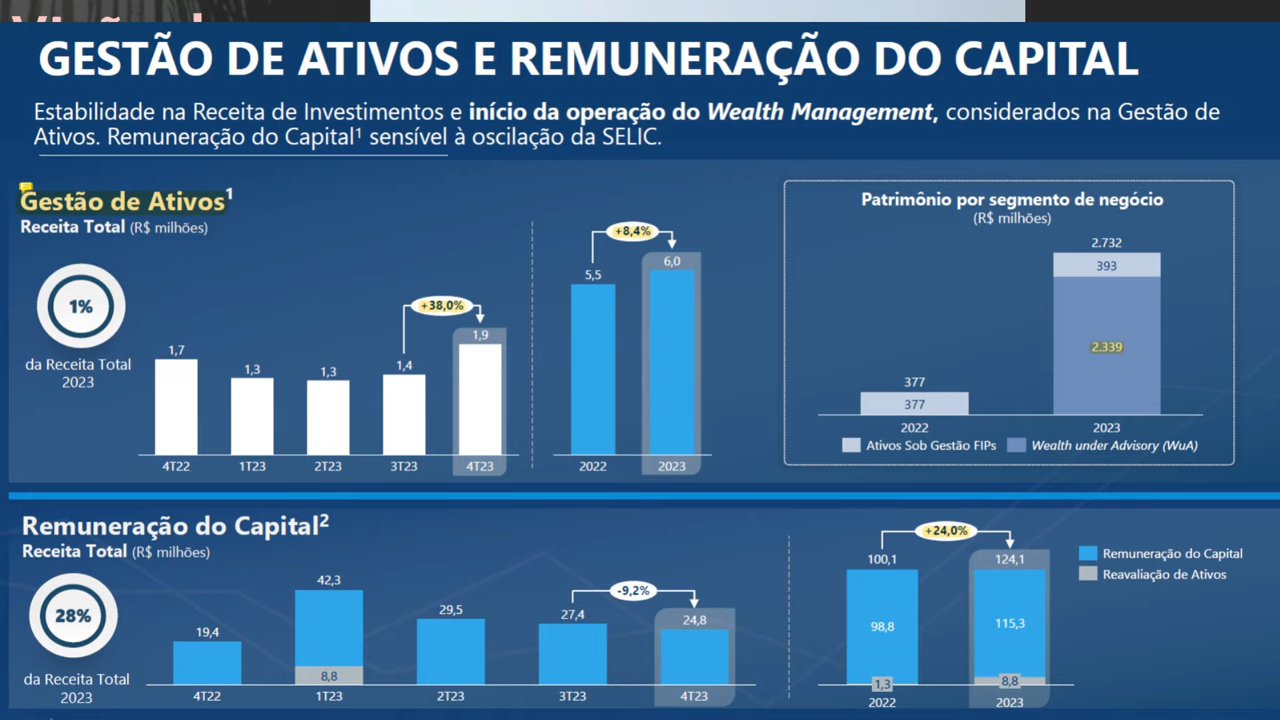 GESTÃO DE ATIVOS E REMUNERAÇÃO DO CAPITAL
Estabilidade na Receita de Investimentos e início da operação do Wealth Management, considerados na Gestão de
Ativos. Remuneração do Capital¹ sensível à oscilação da SELIC.
Gestão de Ativos¹
Receita Total (R$ milhões)
1%
da Receita Total
2023
+38,0%
1,7
1,3
1,3
1,4
1,9
4T22
1T23
2T23
3T23
4T23
+8,4%
5,5
6,0
2022
2023
Patrimônio por segmento de negócio
(R$ milhões)
2.732
393
2.339
377
377
2022
2023
Ativos Sob Gestão FIPs
Wealth under Advisory (WuA)
Remuneração do Capital²
Receita Total (R$ milhões)
28%
da Receita Total
2023
-9,2%
19,4
42,3
8,8
29,5
27,4
24,8
4T22
1T23
2T23
3T23
4T23
+24,0%
100,1
124,1
98,8
115,3
1,3
8,8
2022
2023
Remuneração do Capital
Reavaliação de Ativos